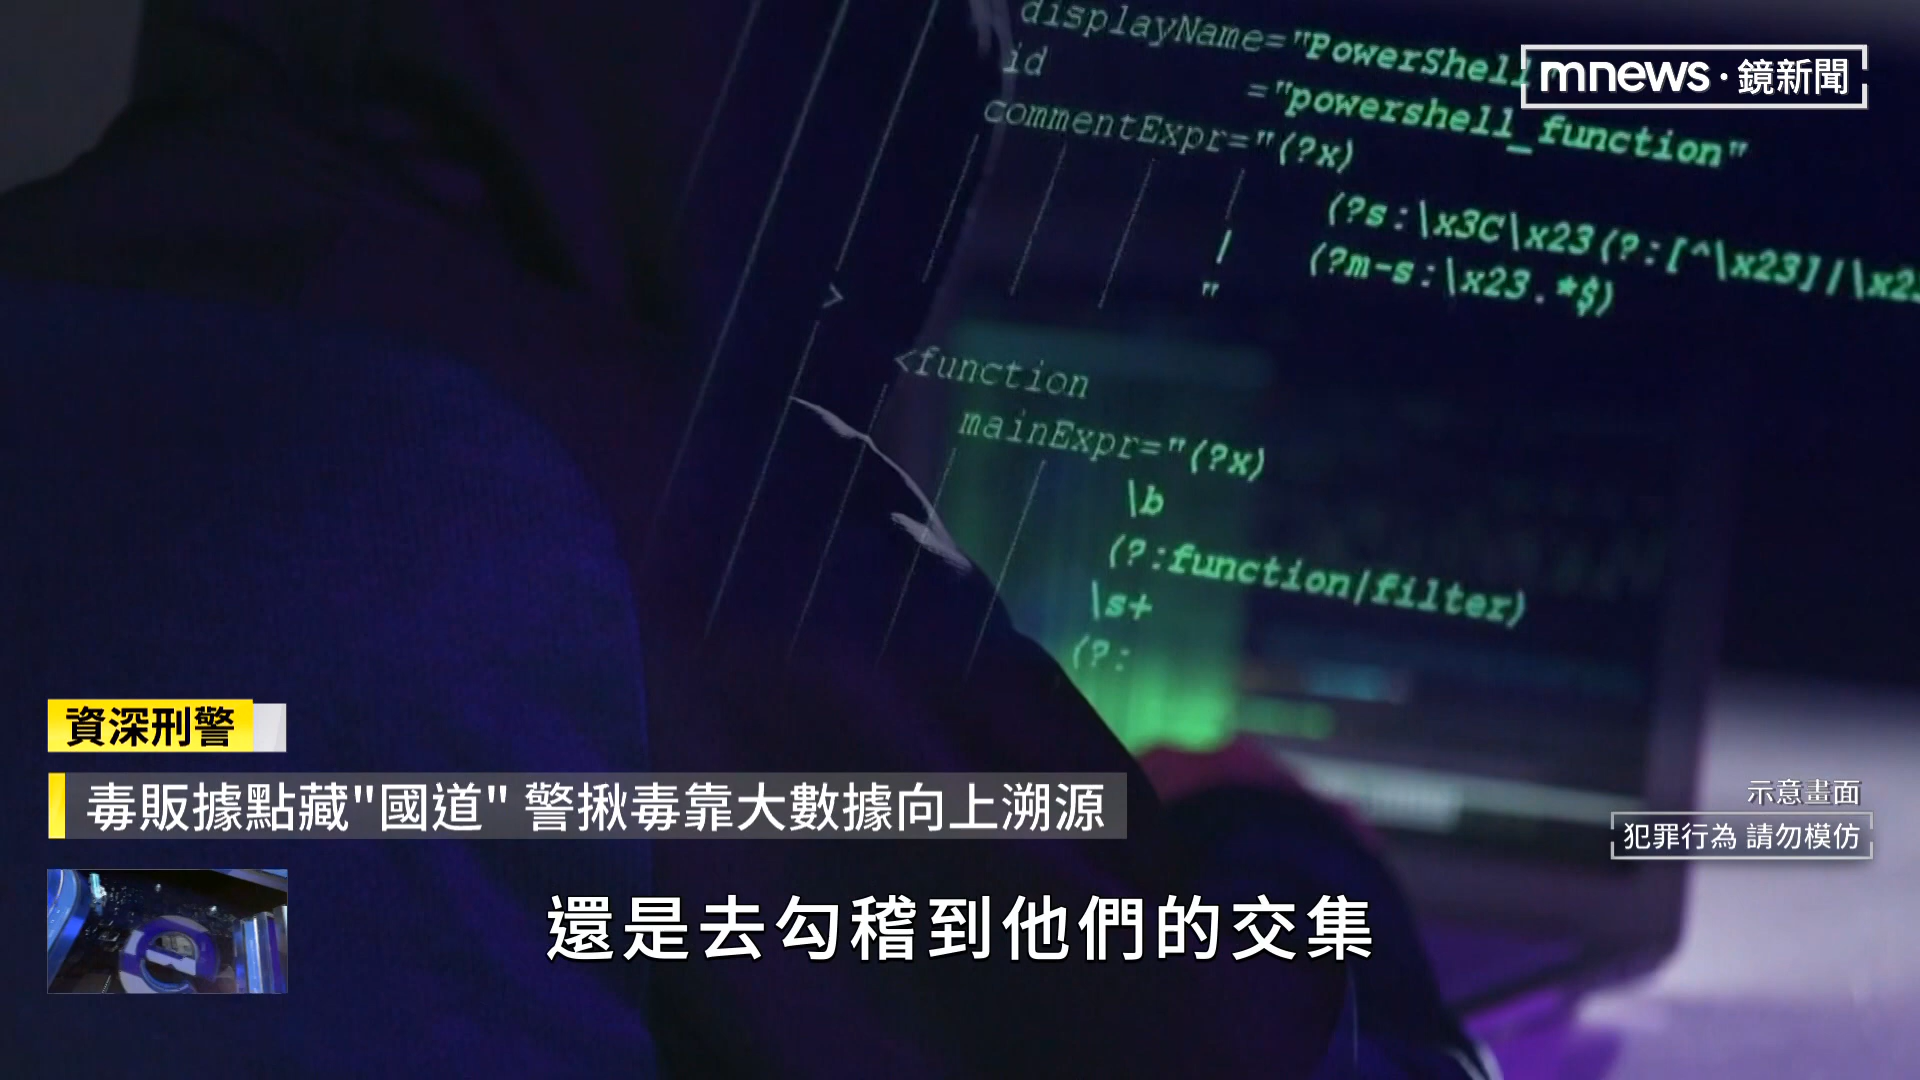 displayName="PowerShell
id
="powershell_function"
commentExpr="(?x)
(?s:\x3C\x23(?:[^\x23]|\x23
|
(?m-s:\x23.*$)
"
>
<function
mainExpr="(?x)
\b
(?:function|filter)
\s+
(?:
mnews·鏡新聞
資深刑警
毒販據點藏"國道" 警揪毒靠大數據向上溯源
示意畫面
犯罪行為 請勿模仿
還是去勾稽到他們的交集